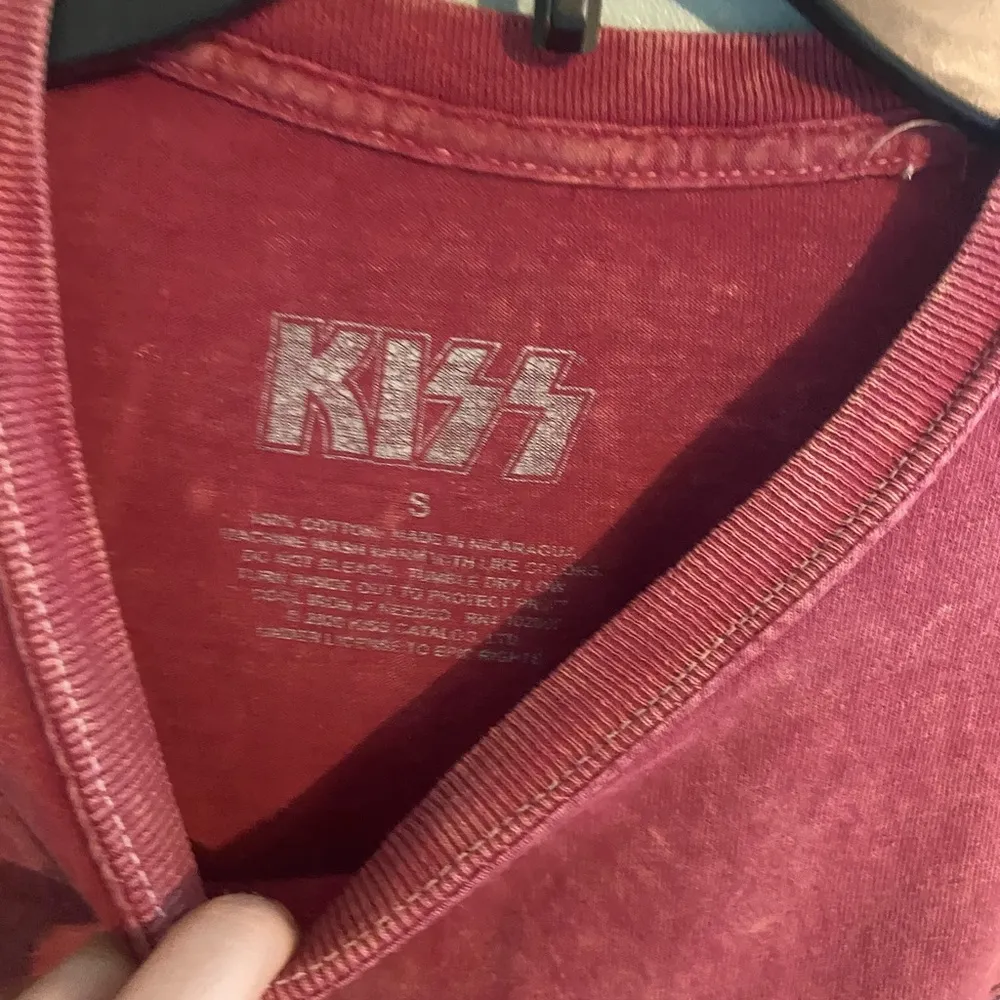 KISS
S
100% COTTON. MADE IN NICARAGUA
MACHINE WASH WARM WITH LIKE COLORS.
DO NOT BLEACH. TUMBLE DRY LOW
TURN INSIDE OUT TO PROTECT PRINT
COOL IRON IF NEEDED.
© 2020 KISS CATALOG, LTD.
UNDER LICENSE TO EPIC RIGHTS